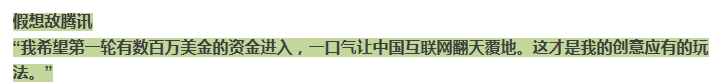 假想敌腾讯
“我希望第一轮有数百万美金的资金进入，一口气让中国互联网翻天覆地。这才是我的创意应有的玩
法。”